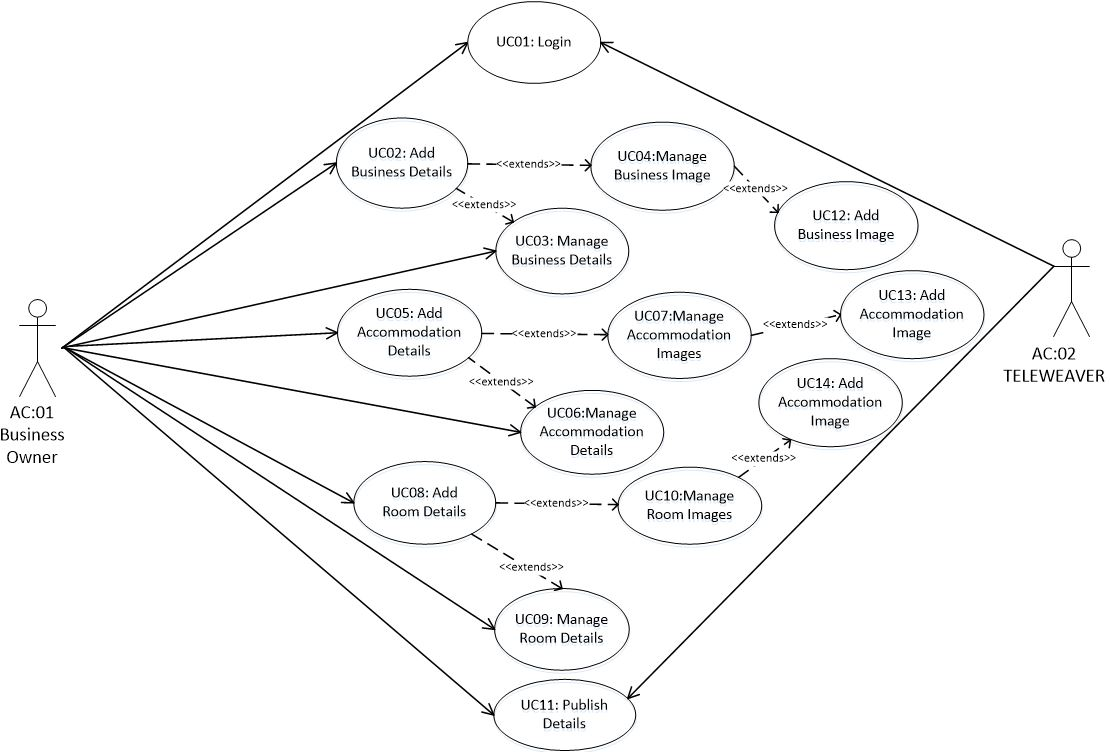 UC01: Login
UC02: Add
Business Details
<<extends>>
UC04:Manage
Business Image
<<extends>>
<<extends>>
UC12: Add
Business Image
UC03: Manage
Business Details
UC05: Add
Accommodation
Details
<<extends>>
UC07:Manage
Accommodation
Images
<<extends>>
UC13: Add
Accommodation
Image
AC:02
TELEWEAVER
<<extends>>
UC14: Add
Accommodation
Image
AC:01
Business
Owner
UC06:Manage
Accommodation
Details
<<extends>>
UC08: Add
Room Details
<<extends>>
UC10:Manage
Room Images
<<extends>>
UC09: Manage
Room Details
UC11: Publish
Details